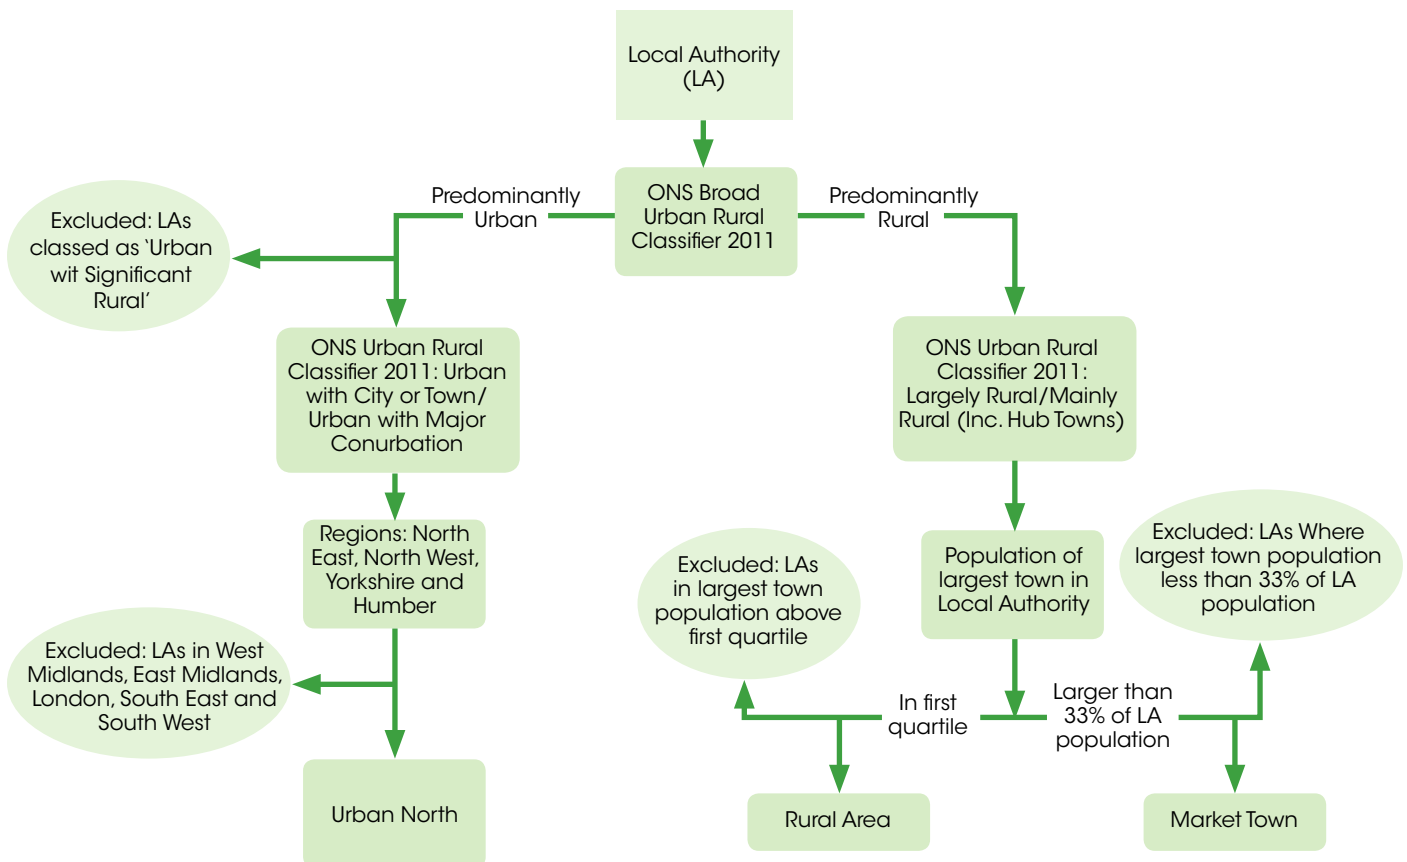 Local Authority
(LA)
ONS Broad
Urban Rural
Classifier 2011
Predominantly
Urban
Predominantly
Rural
Excluded: LAs
classed as ‘Urban
wit Significant
Rural’
ONS Urban Rural
Classifier 2011: Urban
with City or Town/
Urban with Major
Conurbation
ONS Urban Rural
Classifier 2011:
Largely Rural/Mainly
Rural (Inc. Hub Towns)
Regions: North
East, North West,
Yorkshire and
Humber
Excluded: LAs
in largest town
population above
first quartile
Population of
largest town in
Local Authority
Excluded: LAs Where
largest town population
less than 33% of LA
population
Excluded: LAs in West
Midlands, East Midlands,
London, South East and
South West
In first
quartile
Larger than
33% of LA
population
Urban North
Rural Area
Market Town